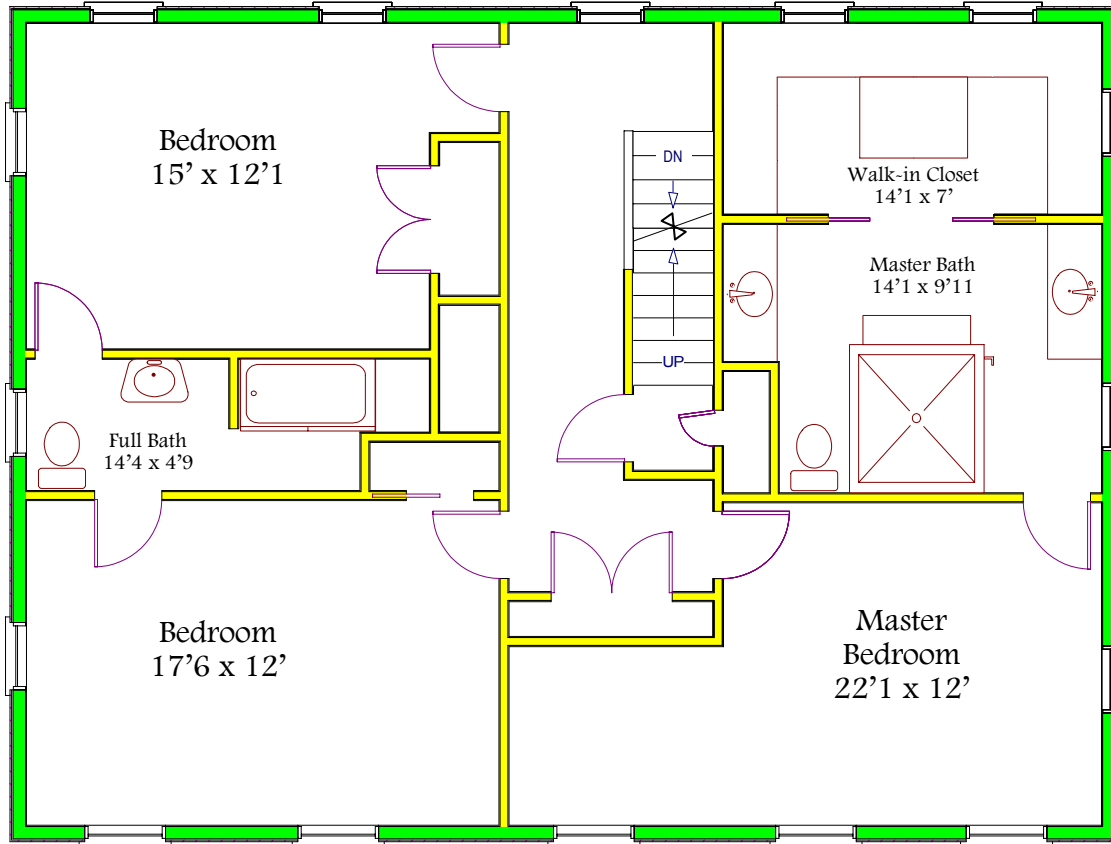 Bedroom
15' x 12'1
DN
UP
Walk-in Closet
14'1 x 7'
Master Bath
14'1 x 9'11
Full Bath
14'4 x 4'9
Bedroom
17'6 x 12'
Master
Bedroom
22'1 x 12'